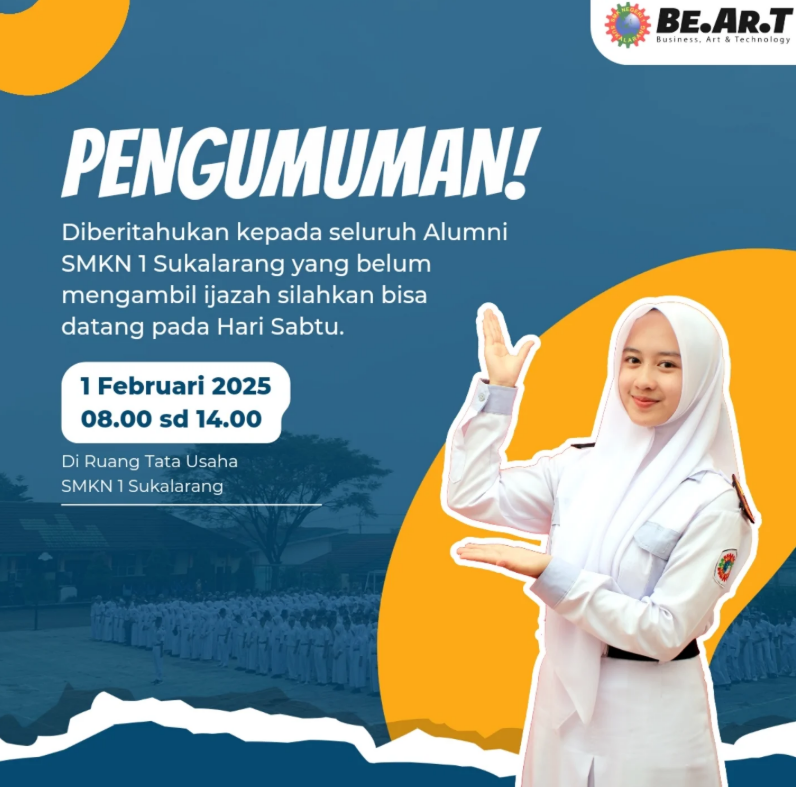 BE.AR.T
Business, Art & Technology
PENGUMUMAN!
Diberitahukan kepada seluruh Alumni
SMKN 1 Sukalarang yang belum
mengambil ijazah silahkan bisa
datang pada Hari Sabtu.
1 Februari 2025
08.00 sd 14.00
Di Ruang Tata Usaha
SMKN 1 Sukalarang